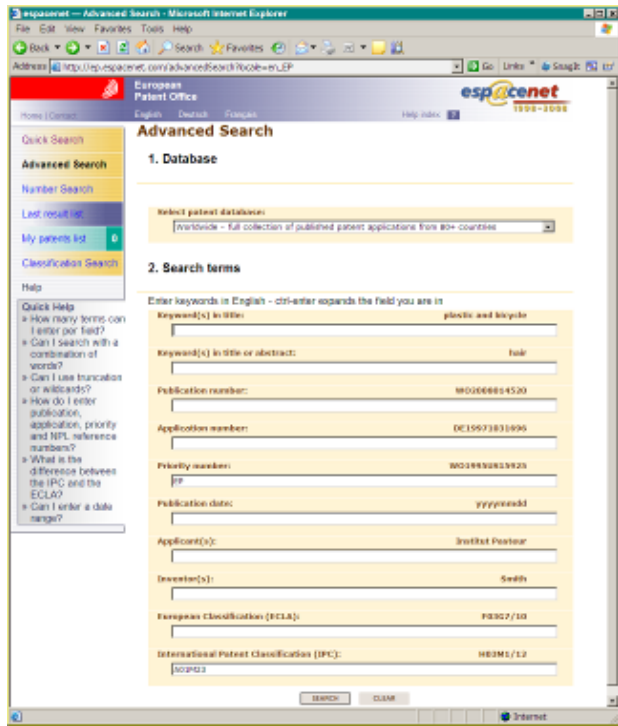 espacenet — Advanced Search - Microsoft Internet Explorer
File Edit View Favorites Tools Help
Back Search Favorites
Address http://ep.espacenet.com/advancedSearch?locale=en_EP Go Links SnagIt
European
Patent Office
espacenet
1998-2008
Home | Contact
English Deutsch Français
Help index
Quick Search
Advanced Search
Number Search
Last result list
My patents list 0
Classification Search
Help
Quick Help
» How many terms can
I enter per field?
» Can I search with a
combination of
words?
» Can I use truncation
or wildcards?
» How do I enter
publication,
application, priority
and NPL reference
numbers?
» What is the
difference between
the IPC and the
ECLA?
» Can I enter a date
range?
Advanced Search
1. Database
Select patent database:
Worldwide - full collection of published patent applications from 80+ countries
2. Search terms
Enter keywords in English - ctrl-enter expands the field you are in
Keyword(s) in title: plastic and bicycle
Keyword(s) in title or abstract: hair
Publication number: WO2008014520
Application number: DE19971031696
Priority number: WO1995US15925
EP
Publication date: yyyymmdd
Applicant(s): Institut Pasteur
Inventor(s): Smith
European Classification (ECLA): F03G7/10
International Patent Classification (IPC): H03M1/12
SEARCH CLEAR
Internet